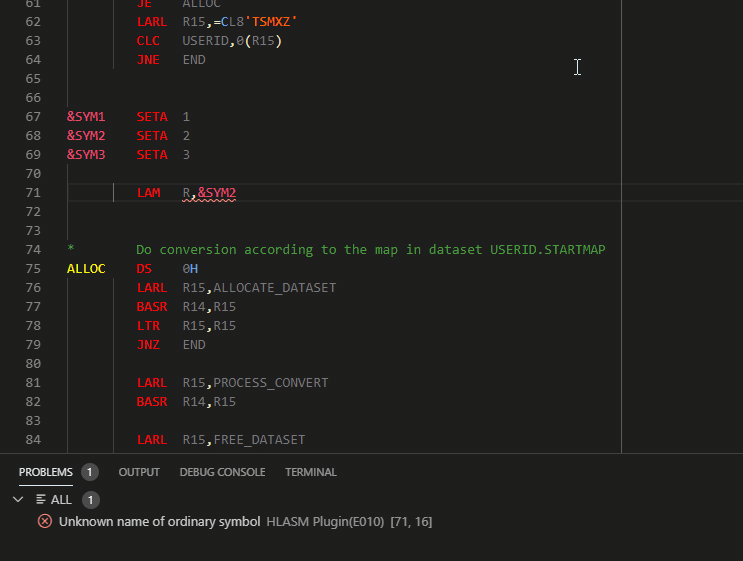 61 JE ALLOC
62 LARL R15,=CL8'TSMXZ'
63 CLC USERID,0(R15)
64 JNE END
65
66
67 &SYM1 SETA 1
68 &SYM2 SETA 2
69 &SYM3 SETA 3
70
71 LAM R,&SYM2
72
73
74 * Do conversion according to the map in dataset USERID.STARTMAP
75 ALLOC DS 0H
76 LARL R15,ALLOCATE_DATASET
77 BASR R14,R15
78 LTR R15,R15
79 JNZ END
80
81 LARL R15,PROCESS_CONVERT
82 BASR R14,R15
83
84 LARL R15,FREE_DATASET
PROBLEMS 1 OUTPUT DEBUG CONSOLE TERMINAL
ALL 1
Unknown name of ordinary symbol HLASM Plugin(E010) [71, 16]